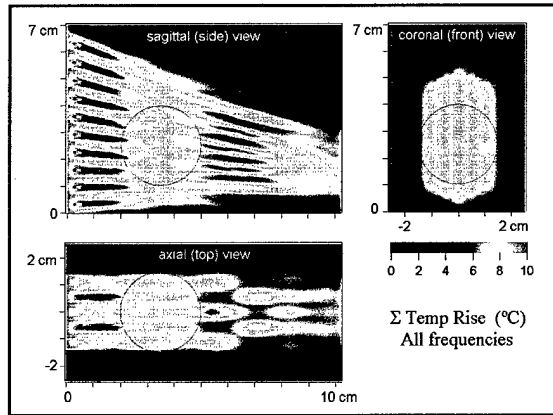 7 cm
sagittal (side) view
0
7 cm
coronal (front) view
0
-2
2 cm
2 cm
axial (top) view
-2
0
10 cm
0 2 4 6 8 10
Σ Temp Rise (°C)
All frequencies